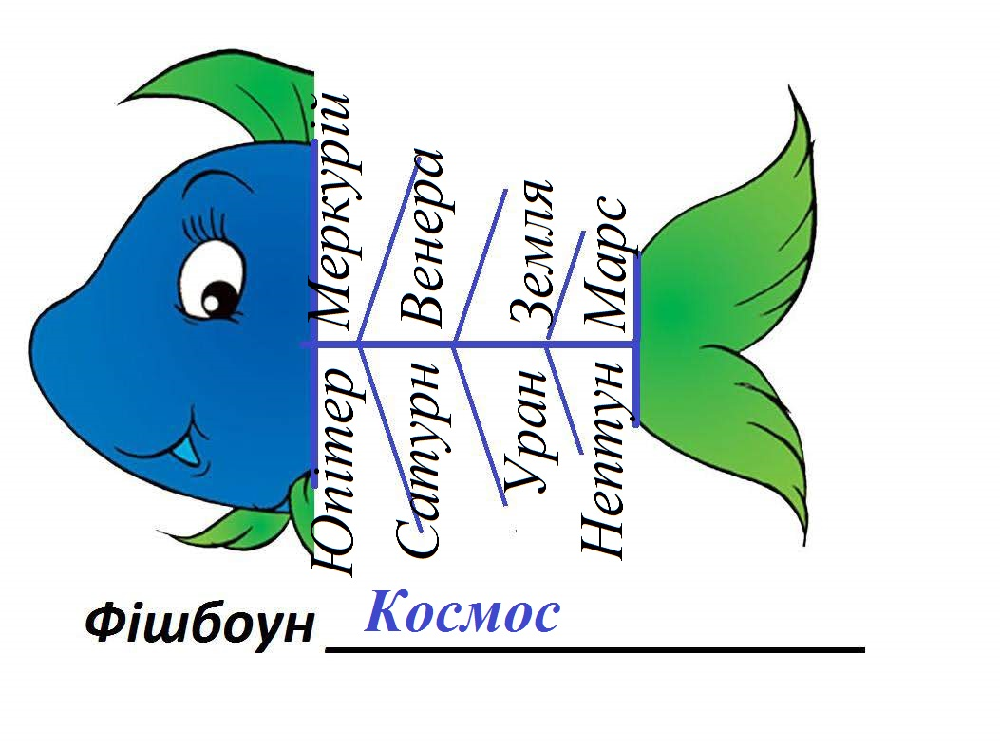 Меркурій
Венера
Земля
Марс
Юпітер
Сатурн
Уран
Нептун
Фішбоун Космос